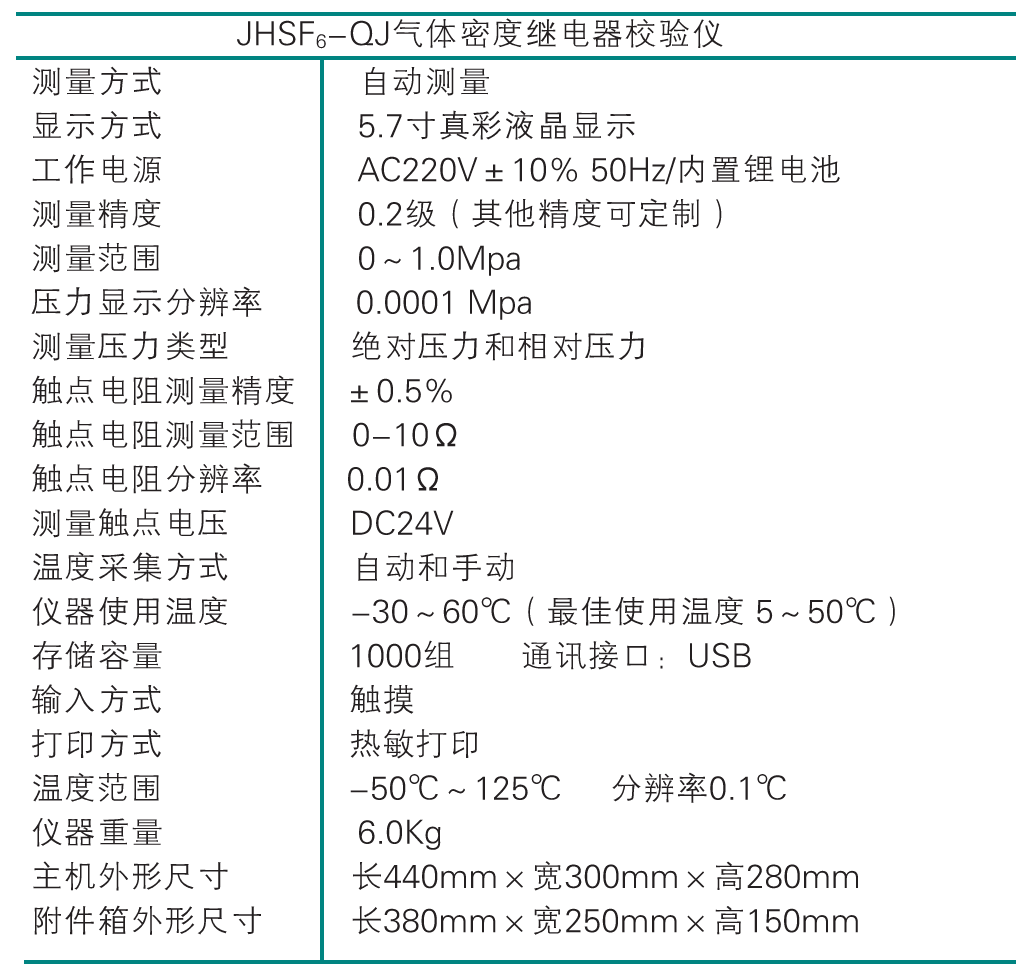 JHSF₆-QJ气体密度继电器校验仪
测量方式 自动测量
显示方式 5.7寸真彩液晶显示
工作电源 AC220V±10% 50Hz/内置锂电池
测量精度 0.2级（其他精度可定制）
测量范围 0~1.0Mpa
压力显示分辨率 0.0001 Mpa
测量压力类型 绝对压力和相对压力
触点电阻测量精度 ±0.5%
触点电阻测量范围 0-10Ω
触点电阻分辨率 0.01Ω
测量触点电压 DC24V
温度采集方式 自动和手动
仪器使用温度 -30~60℃（最佳使用温度 5~50℃）
存储容量 1000组 通讯接口：USB
输入方式 触摸
打印方式 热敏打印
温度范围 -50℃~125℃ 分辨率0.1℃
仪器重量 6.0Kg
主机外形尺寸 长440mm×宽300mm×高280mm
附件箱外形尺寸 长380mm×宽250mm×高150mm